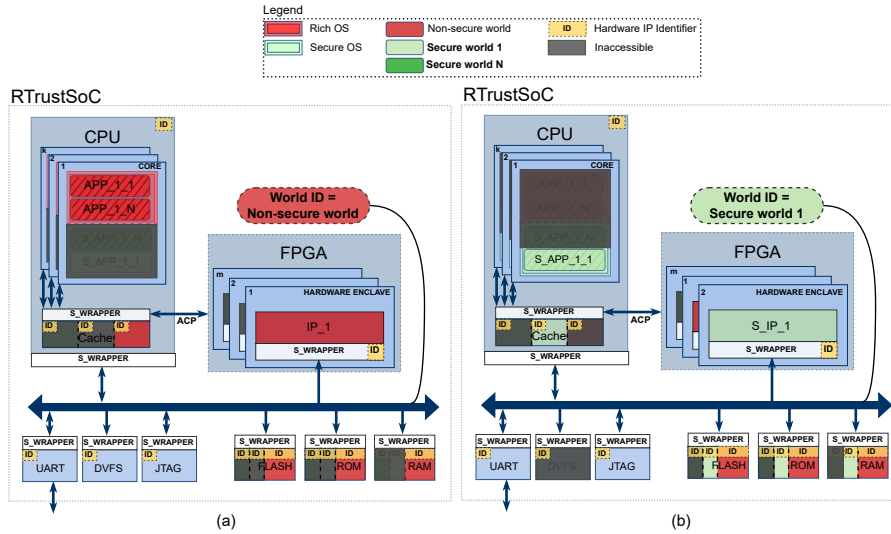 Legend
Rich OS
Non-secure world
ID
Hardware IP Identifier
Secure OS
Secure world 1
Inaccessible
Secure world N
RTrustSoC
ID
CPU
k
2
1
CORE
APP_1_1
APP_1_N
S_APP_1_N
S_APP_1_1
World ID =
Non-secure world
FPGA
m
2
1
HARDWARE ENCLAVE
IP_1
S_WRAPPER
ID
S_WRAPPER
ACP
ID
ID
ID
Cache
S_WRAPPER
S_WRAPPER
S_WRAPPER
S_WRAPPER
S_WRAPPER
S_WRAPPER
S_WRAPPER
ID
ID
ID
ID ID ID
ID ID ID
ID ID ID
UART
DVFS
JTAG
FLASH
ROM
RAM
(a)
RTrustSoC
ID
CPU
k
2
1
CORE
APP_1_1
APP_1_N
S_APP_1_N
S_APP_1_1
World ID =
Secure world 1
FPGA
m
1
2
HARDWARE ENCLAVE
S_IP_1
S_WRAPPER
ID
S_WRAPPER
ACP
ID
ID
ID
Cache
S_WRAPPER
S_WRAPPER
S_WRAPPER
S_WRAPPER
S_WRAPPER
S_WRAPPER
S_WRAPPER
ID
ID
ID
ID ID ID
ID ID ID
ID ID ID
UART
DVFS
JTAG
FLASH
ROM
RAM
(b)